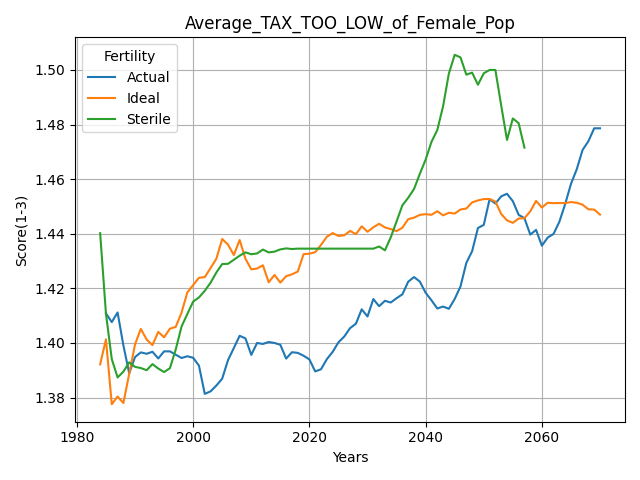 Average_TAX_TOO_LOW_of_Female_Pop
Fertility
Actual
Ideal
Sterile
Score(1-3)
1.50
1.48
1.46
1.44
1.42
1.40
1.38
1980
2000
2020
2040
2060
Years